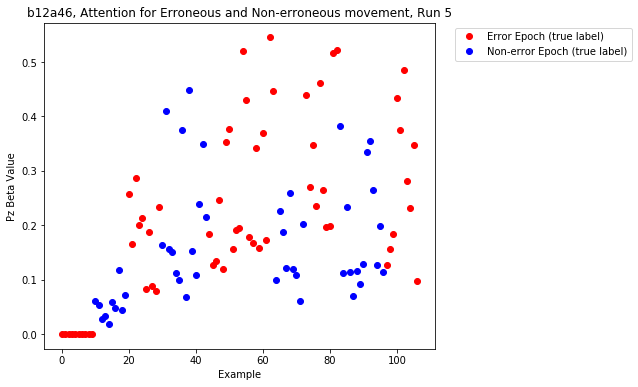 b12a46, Attention for Erroneous and Non-erroneous movement, Run 5
Error Epoch (true label)
Non-error Epoch (true label)
Pz Beta Value
0.5
0.4
0.3
0.2
0.1
0.0
0 20 40 60 80 100
Example